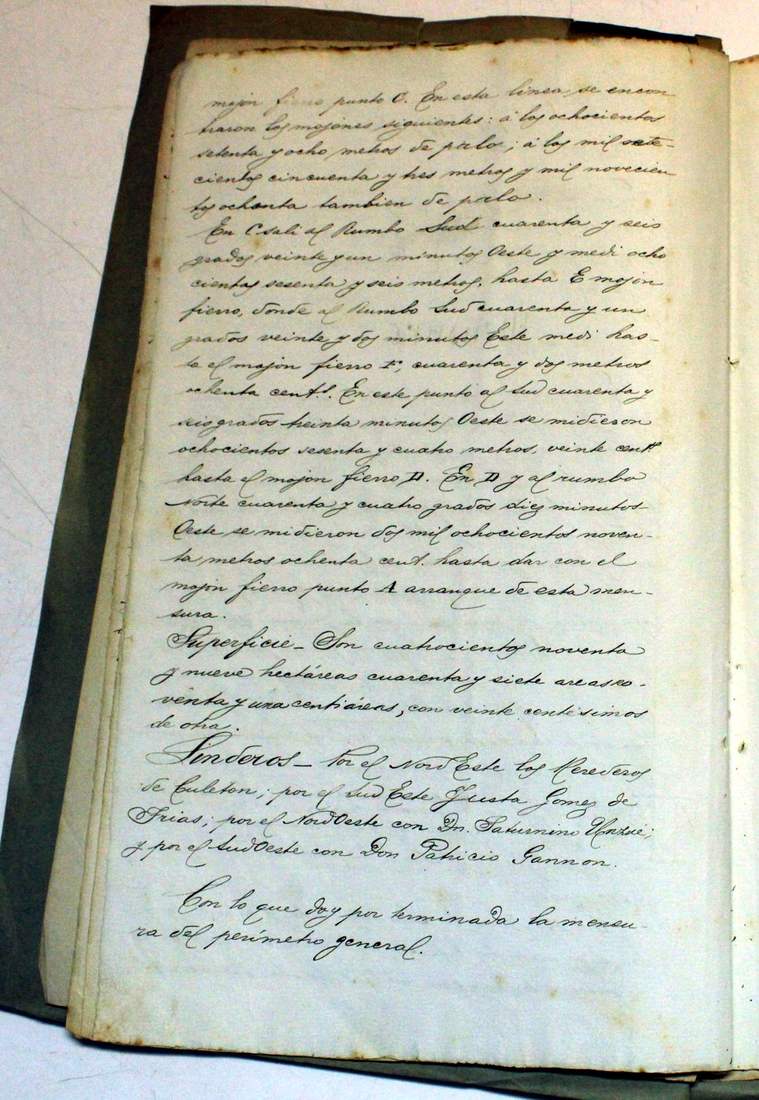 mojon fierro punto C. En esta linea se encon
traron los mojones siguientes: á los ochocientos
setenta y ocho metros de palo; á los mil sete-
cientos cincuenta y tres metros y mil novecien
tos ochenta tambien de palo.
En C sali al Rumbo Sud cuarenta y seis
grados veinte y un minutos Oeste y medi ocho
cientos sesenta y seis metros, hasta E mojon
fierro, donde al Rumbo Sud cuarenta y un
grados veinte y dos minutos Este medi has-
ta el mojon fierro F, cuarenta y dos metros
ochenta cent.s. En este punto al Sud cuarenta y
seis grados treinta minutos Oeste se midieron
ochocientos sesenta y cuatro metros, veinte cent.s
hasta el mojon fierro D. En D y al rumbo
Norte cuarenta y cuatro grados diez minutos
Oeste se midieron dos mil ochocientos noven-
ta metros ochenta cent. hasta dar con el
mojon fierro punto A arranque de esta men-
sura.
Superficie_ Son cuatrocientos noventa
y nueve hectáreas cuarenta y siete areas no-
venta y una centiáreas, con veinte centésimos
de otra.
Linderos_ Por el Nord Este los Herederos
de Culeton; por el Sud Este Justa Gomez de
Frias; por el Nord Oeste con Dn. Saturnino Unzué;
y por el Sud Oeste con Don Patricio Gannon.
Con lo que doy por terminada la mensu-
ra del perímetro general.